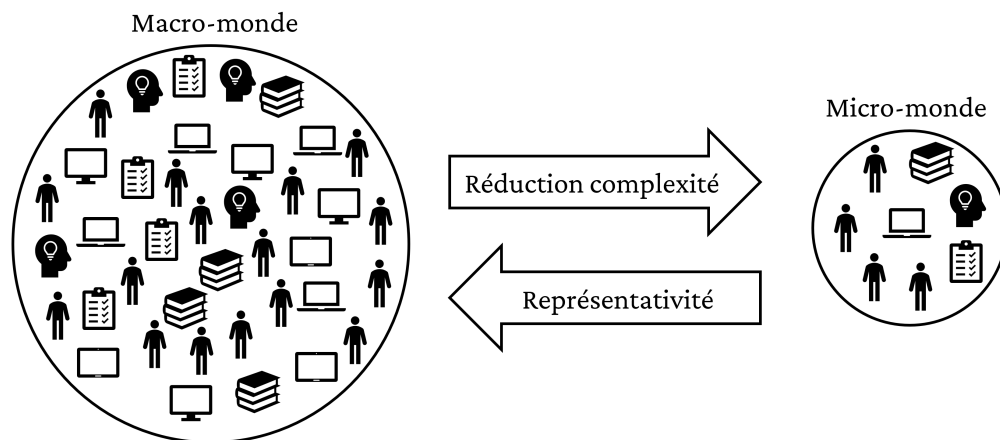 Macro-monde
Micro-monde
Réduction complexité
Représentativité